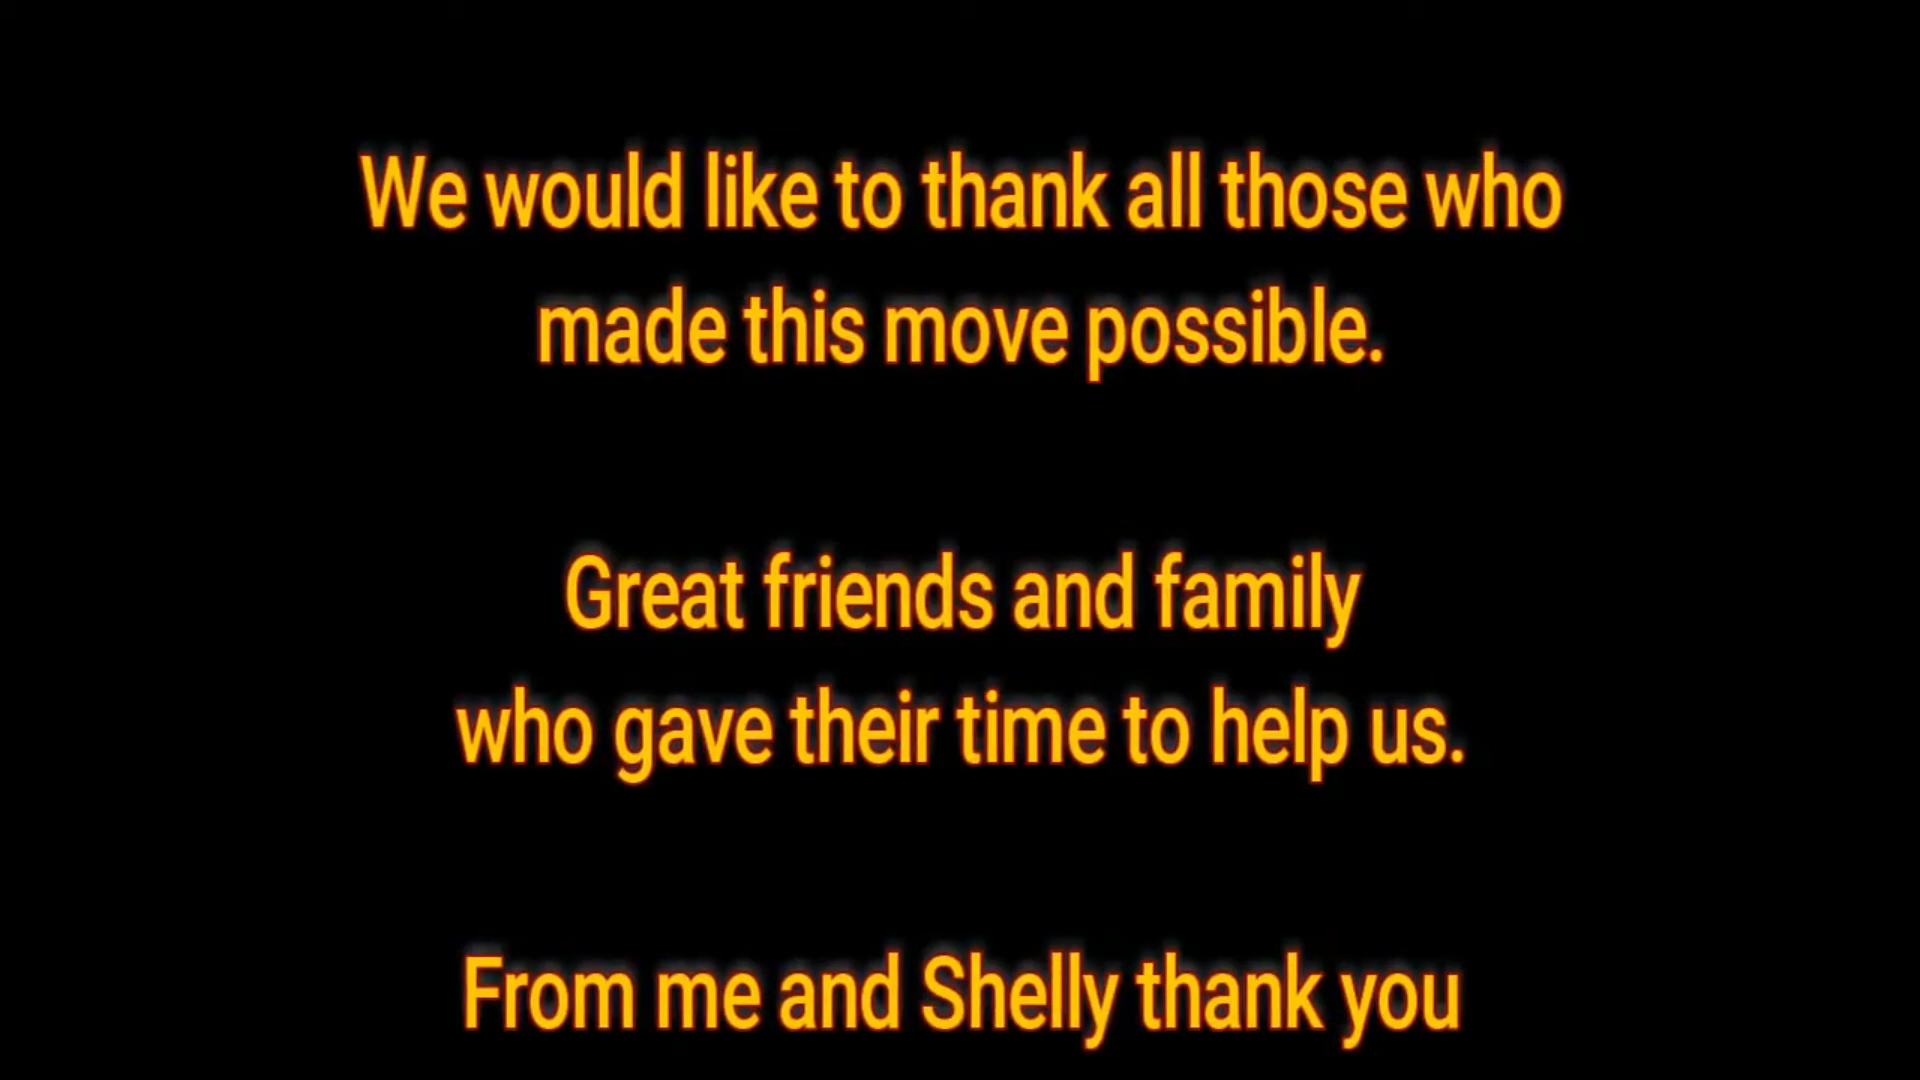 We would like to thank all those who
made this move possible.
Great friends and family
who gave their time to help us.
From me and Shelly thank you